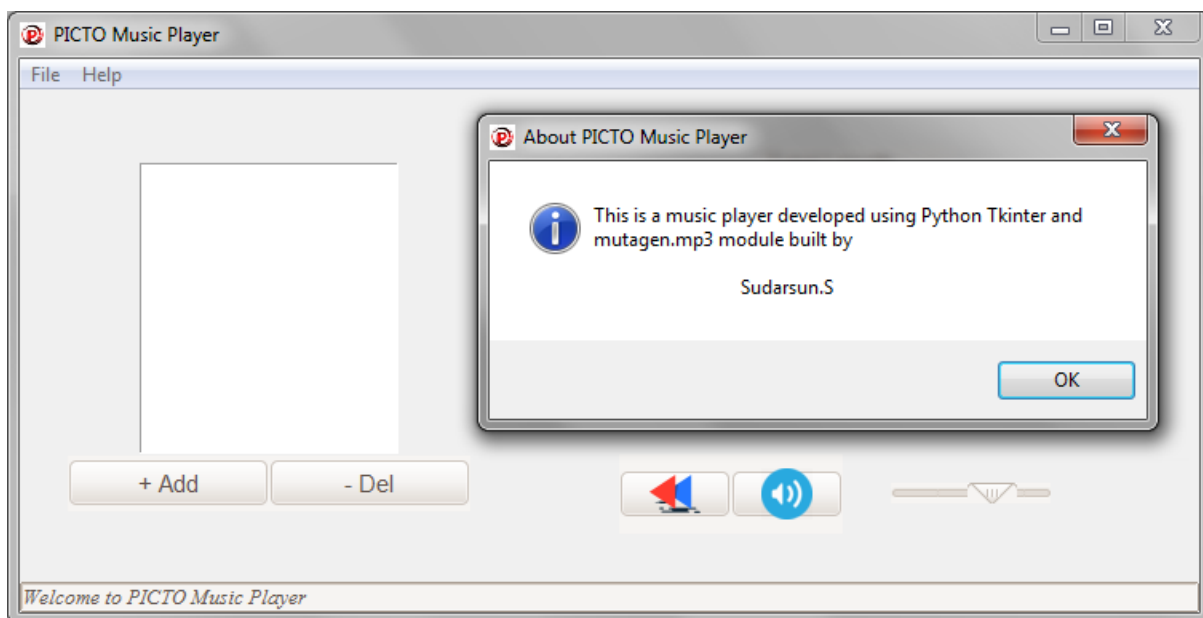 PICTO Music Player
File Help
About PICTO Music Player
This is a music player developed using Python Tkinter and
mutagen.mp3 module built by
Sudarsun.S
OK
+ Add - Del
Welcome to PICTO Music Player